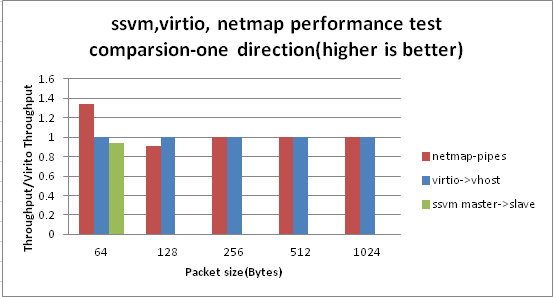 ssvm,virtio, netmap performance test
comparsion-one direction(higher is better)
Throughput/Virito Throughput
1.6
1.4
1.2
1
0.8
0.6
0.4
0.2
0
64 128 256 512 1024
Packet size(Bytes)
netmap-pipes
virtio->vhost
ssvm master->slave